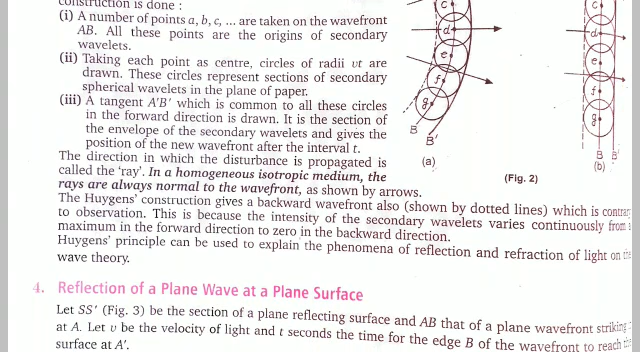 construction is done :
(i) A number of points a, b, c, ... are taken on the wavefront
AB. All these points are the origins of secondary
wavelets.
(ii) Taking each point as centre, circles of radii υt are
drawn. These circles represent sections of secondary
spherical wavelets in the plane of paper.
(iii) A tangent A'B' which is common to all these circles
in the forward direction is drawn. It is the section of
the envelope of the secondary wavelets and gives the
position of the new wavefront after the interval t.
The direction in which the disturbance is propagated is
called the 'ray'. In a homogeneous isotropic medium, the
rays are always normal to the wavefront, as shown by arrows.
c
d
e
f
g
B
B'
(a)
c
d
e
f
g
B B'
(b)
(Fig. 2)
The Huygens' construction gives a backward wavefront also (shown by dotted lines) which is
to observation. This is because the intensity of the secondary wavelets varies continuously from
maximum in the forward direction to zero in the backward direction.
Huygens' principle can be used to explain the phenomena of reflection and refraction of light on the
wave theory.
4. Reflection of a Plane Wave at a Plane Surface
Let SS' (Fig. 3) be the section of a plane reflecting surface and AB that of a plane wavefront striking
at A. Let υ be the velocity of light and t seconds the time for the edge B of the wavefront to reach the
surface at A'.